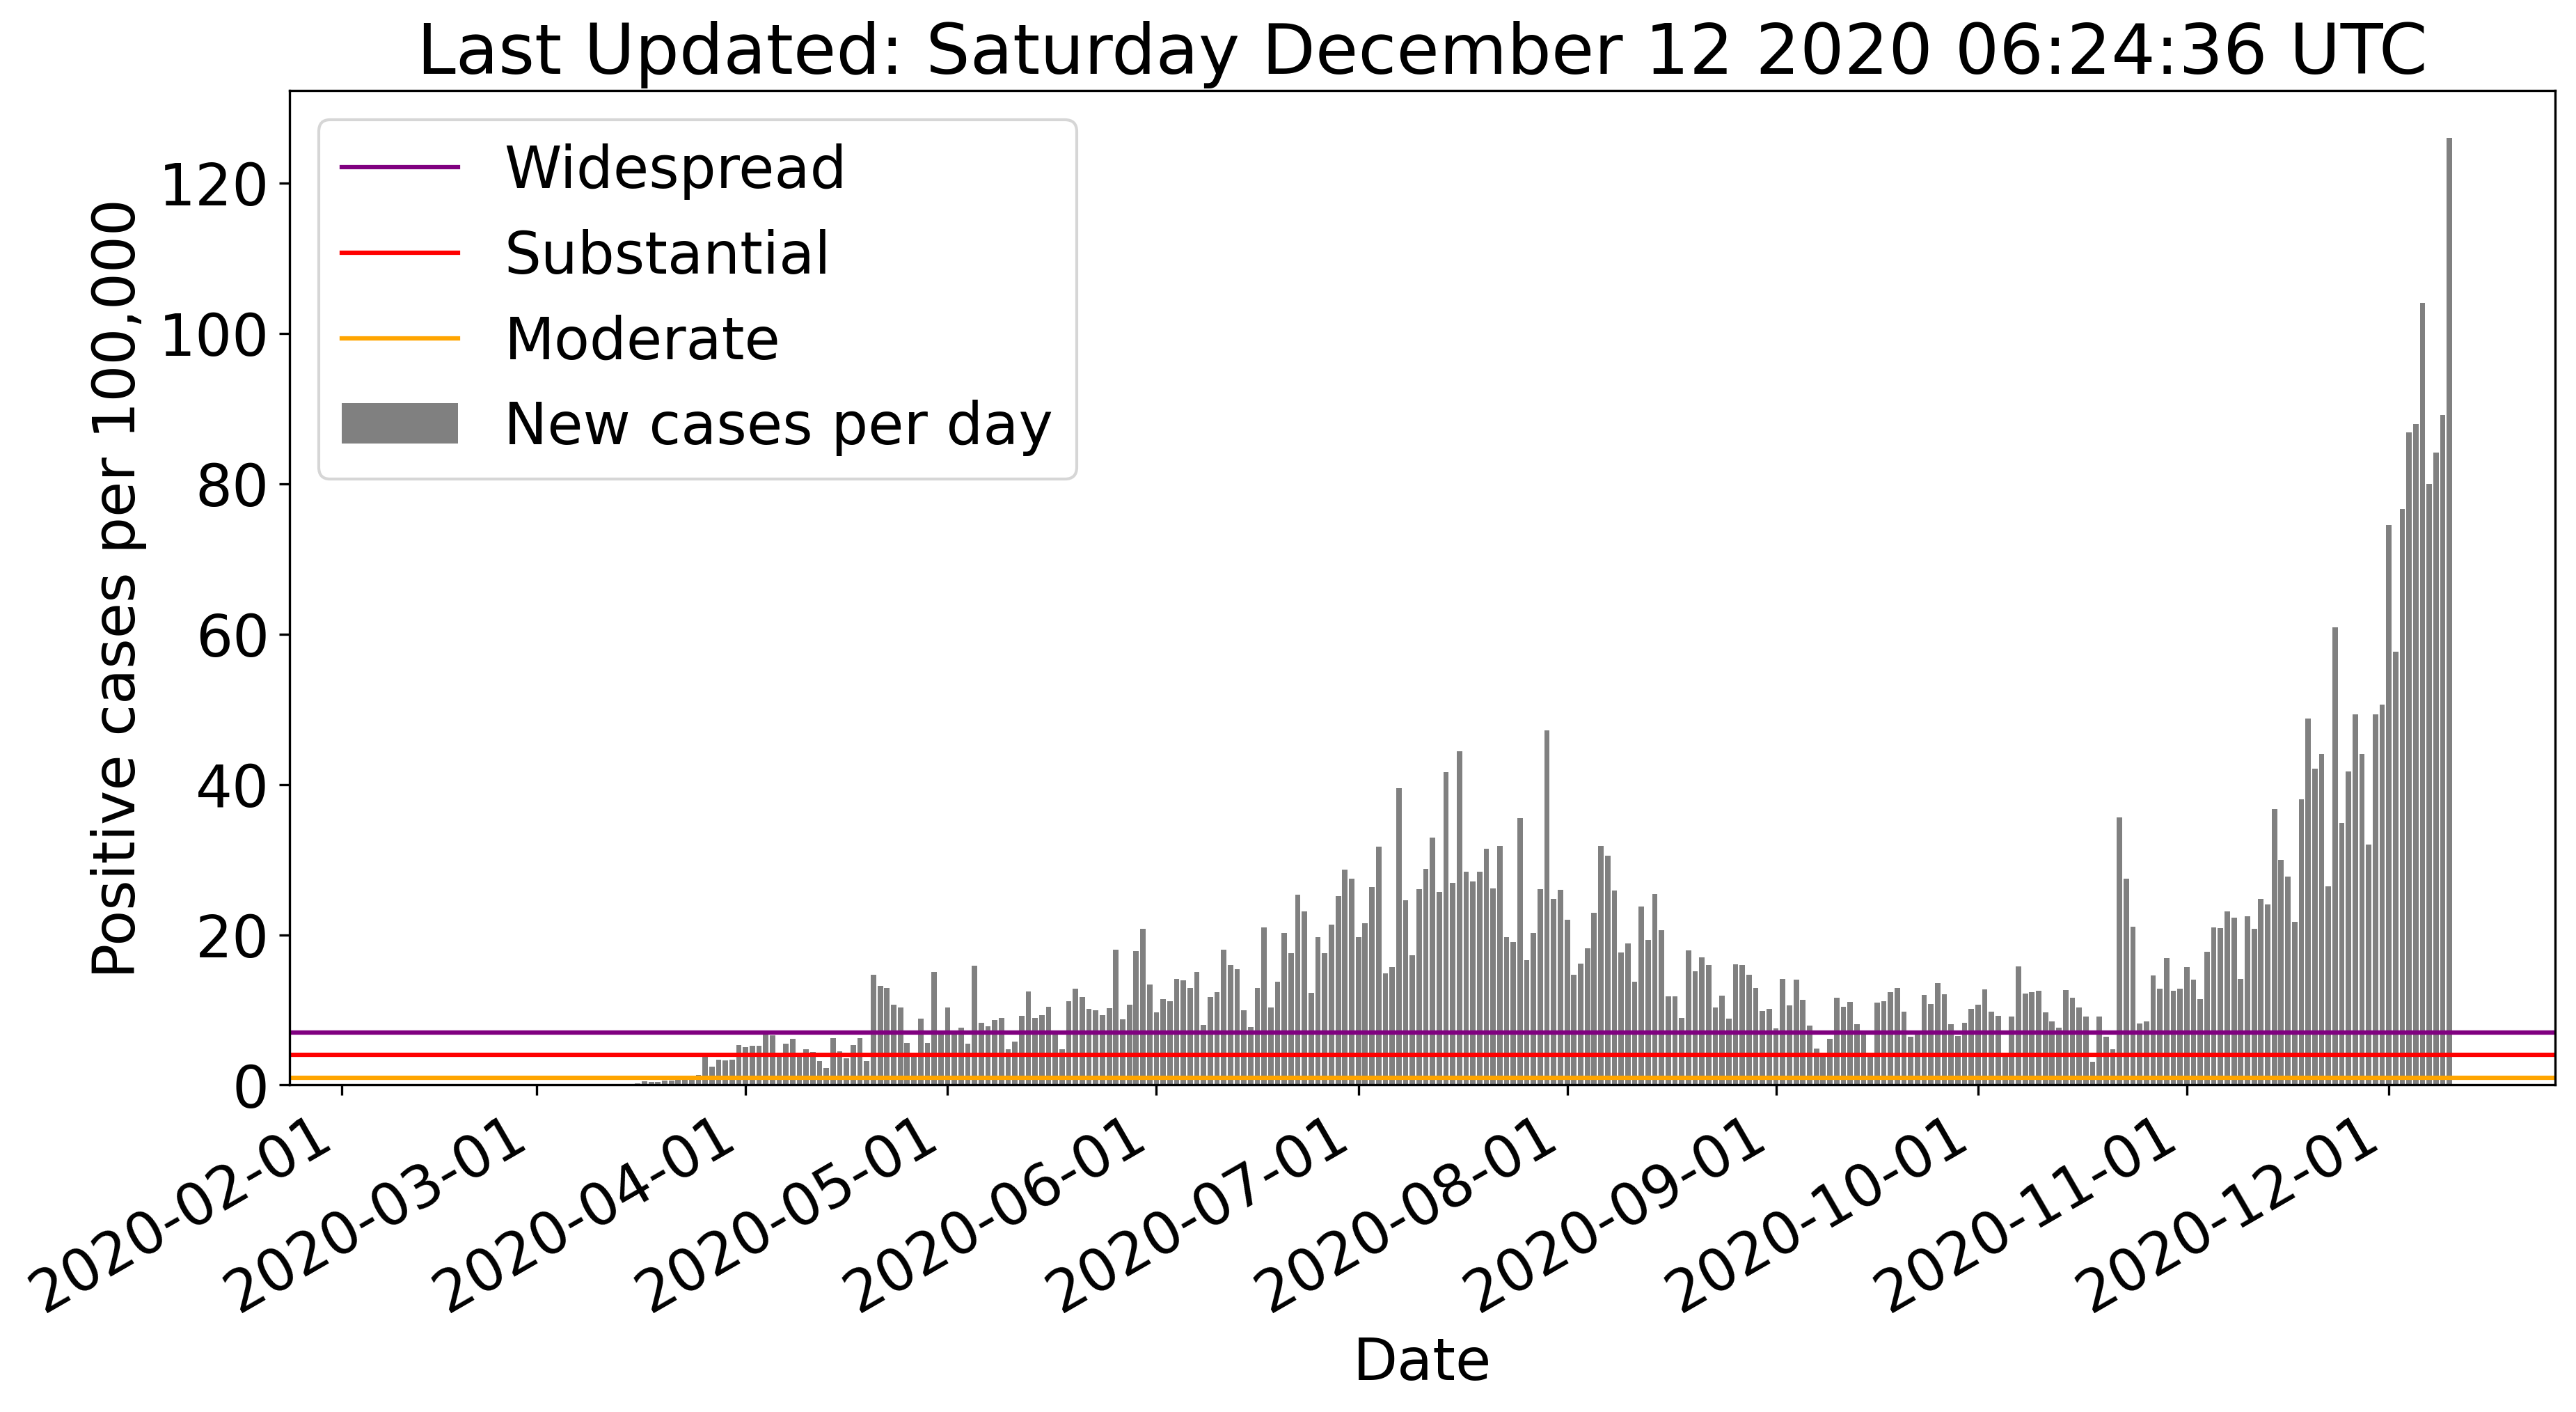 Last Updated: Saturday December 12 2020 06:24:36 UTC
Widespread
Substantial
Moderate
New cases per day
Positive cases per 100,000
120
100
80
60
40
20
0
2020-02-01
2020-03-01
2020-04-01
2020-05-01
2020-06-01
2020-07-01
2020-08-01
2020-09-01
2020-10-01
2020-11-01
2020-12-01
Date